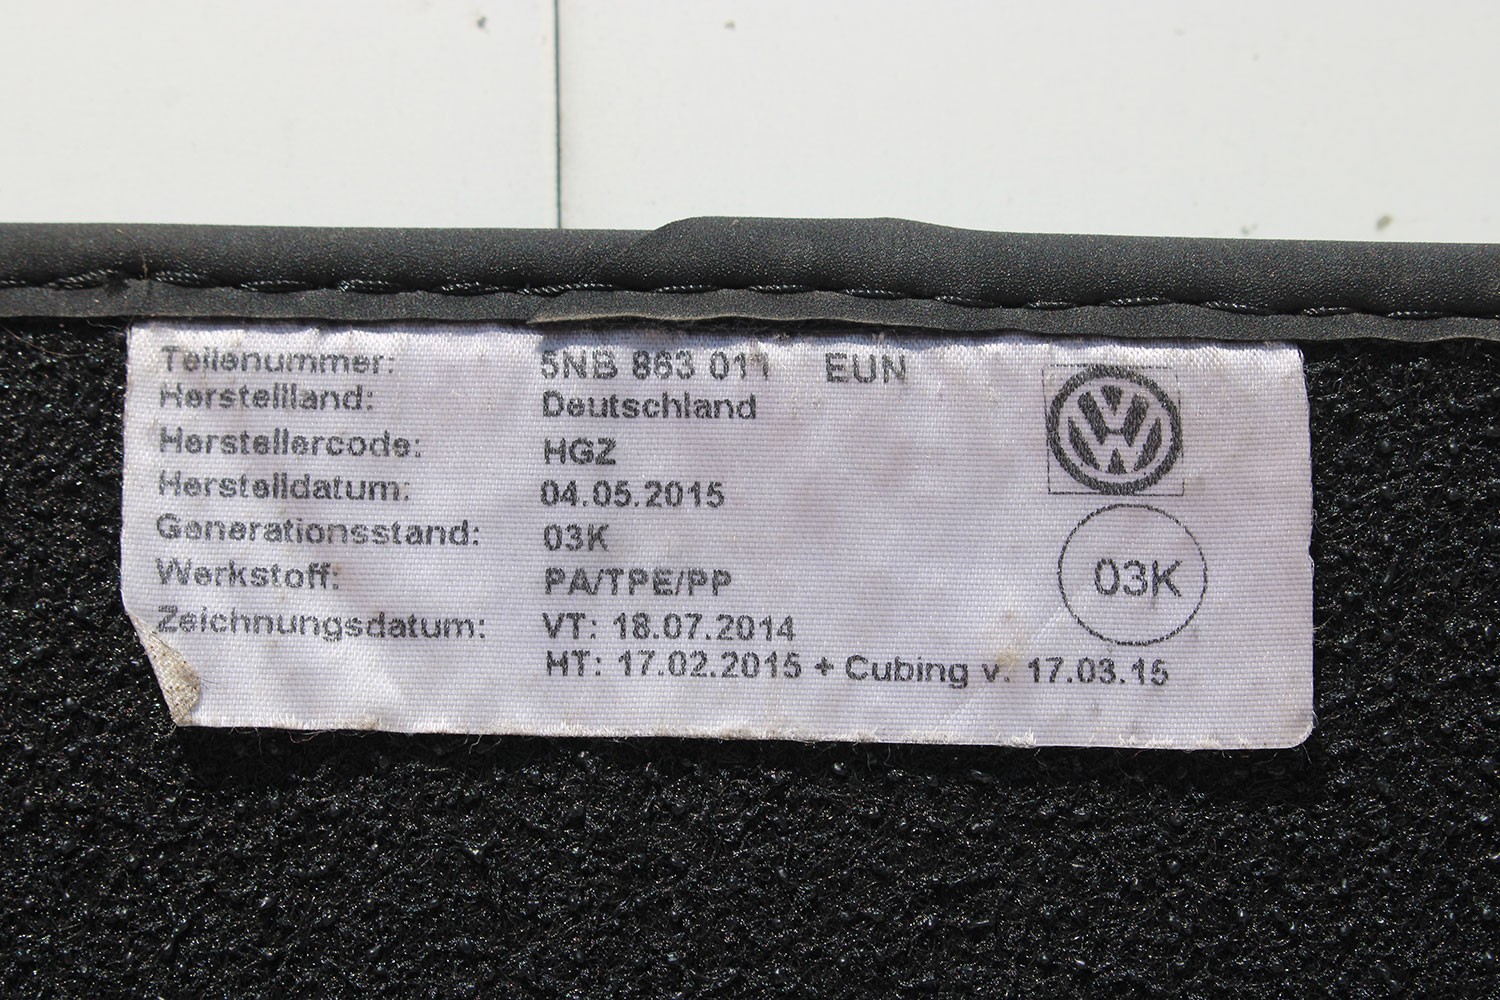 Teilenummer: 5NB 863 011 EUN
Herstellland: Deutschland
Herstellercode: HGZ
Herstelldatum: 04.05.2015
Generationsstand: 03K
Werkstoff: PA/TPE/PP
Zeichnungsdatum: VT: 18.07.2014
HT: 17.02.2015 + Cubing v. 17.03.15
03K